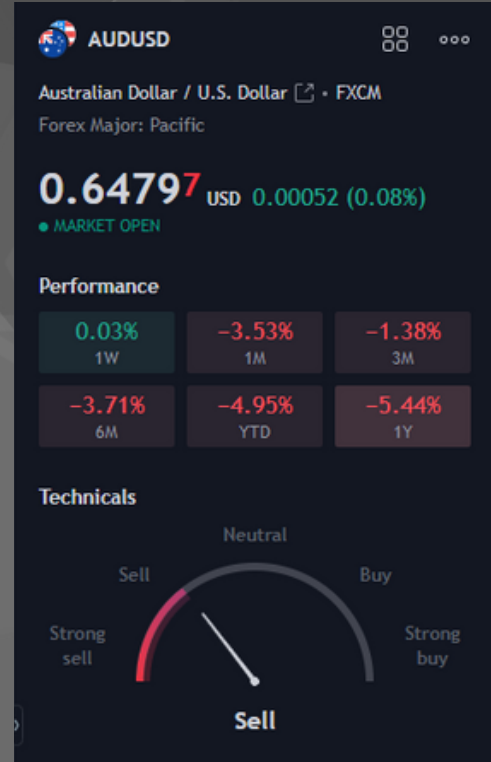 AUDUSD
Australian Dollar / U.S. Dollar • FXCM
Forex Major: Pacific
0.64797 USD 0.00052 (0.08%)
● MARKET OPEN
Performance
0.03% −3.53% −1.38%
1W 1M 3M
−3.71% −4.95% −5.44%
6M YTD 1Y
Technicals
Neutral
Sell Buy
Strong Strong
sell buy
Sell